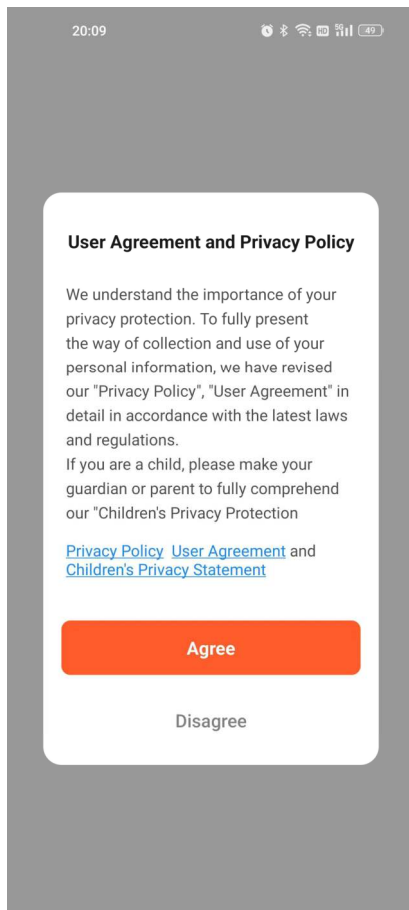 20:09
HD 5G 49
User Agreement and Privacy Policy
We understand the importance of your
privacy protection. To fully present
the way of collection and use of your
personal information, we have revised
our "Privacy Policy", "User Agreement" in
detail in accordance with the latest laws
and regulations.
If you are a child, please make your
guardian or parent to fully comprehend
our "Children's Privacy Protection
Privacy Policy User Agreement and
Children's Privacy Statement
Agree
Disagree